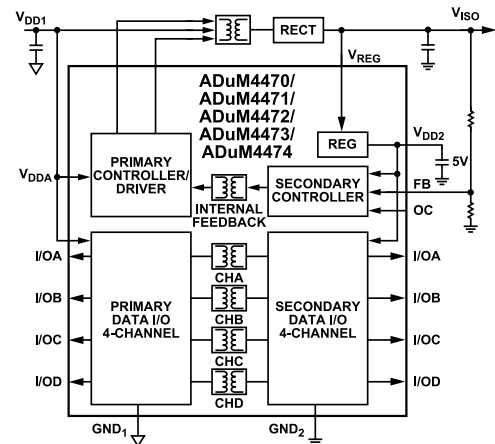 VDD1
RECT
VISO
VREG
ADuM4470/
ADuM4471/
ADuM4472/
ADuM4473/
ADuM4474
REG
VDD2
5V
PRIMARY
CONTROLLER/
DRIVER
VDDA
INTERNAL
FEEDBACK
SECONDARY
CONTROLLER
FB
OC
I/OA
I/OB
I/OC
I/OD
PRIMARY
DATA I/O
4-CHANNEL
CHA
CHB
CHC
CHD
SECONDARY
DATA I/O
4-CHANNEL
I/OA
I/OB
I/OC
I/OD
GND1
GND2